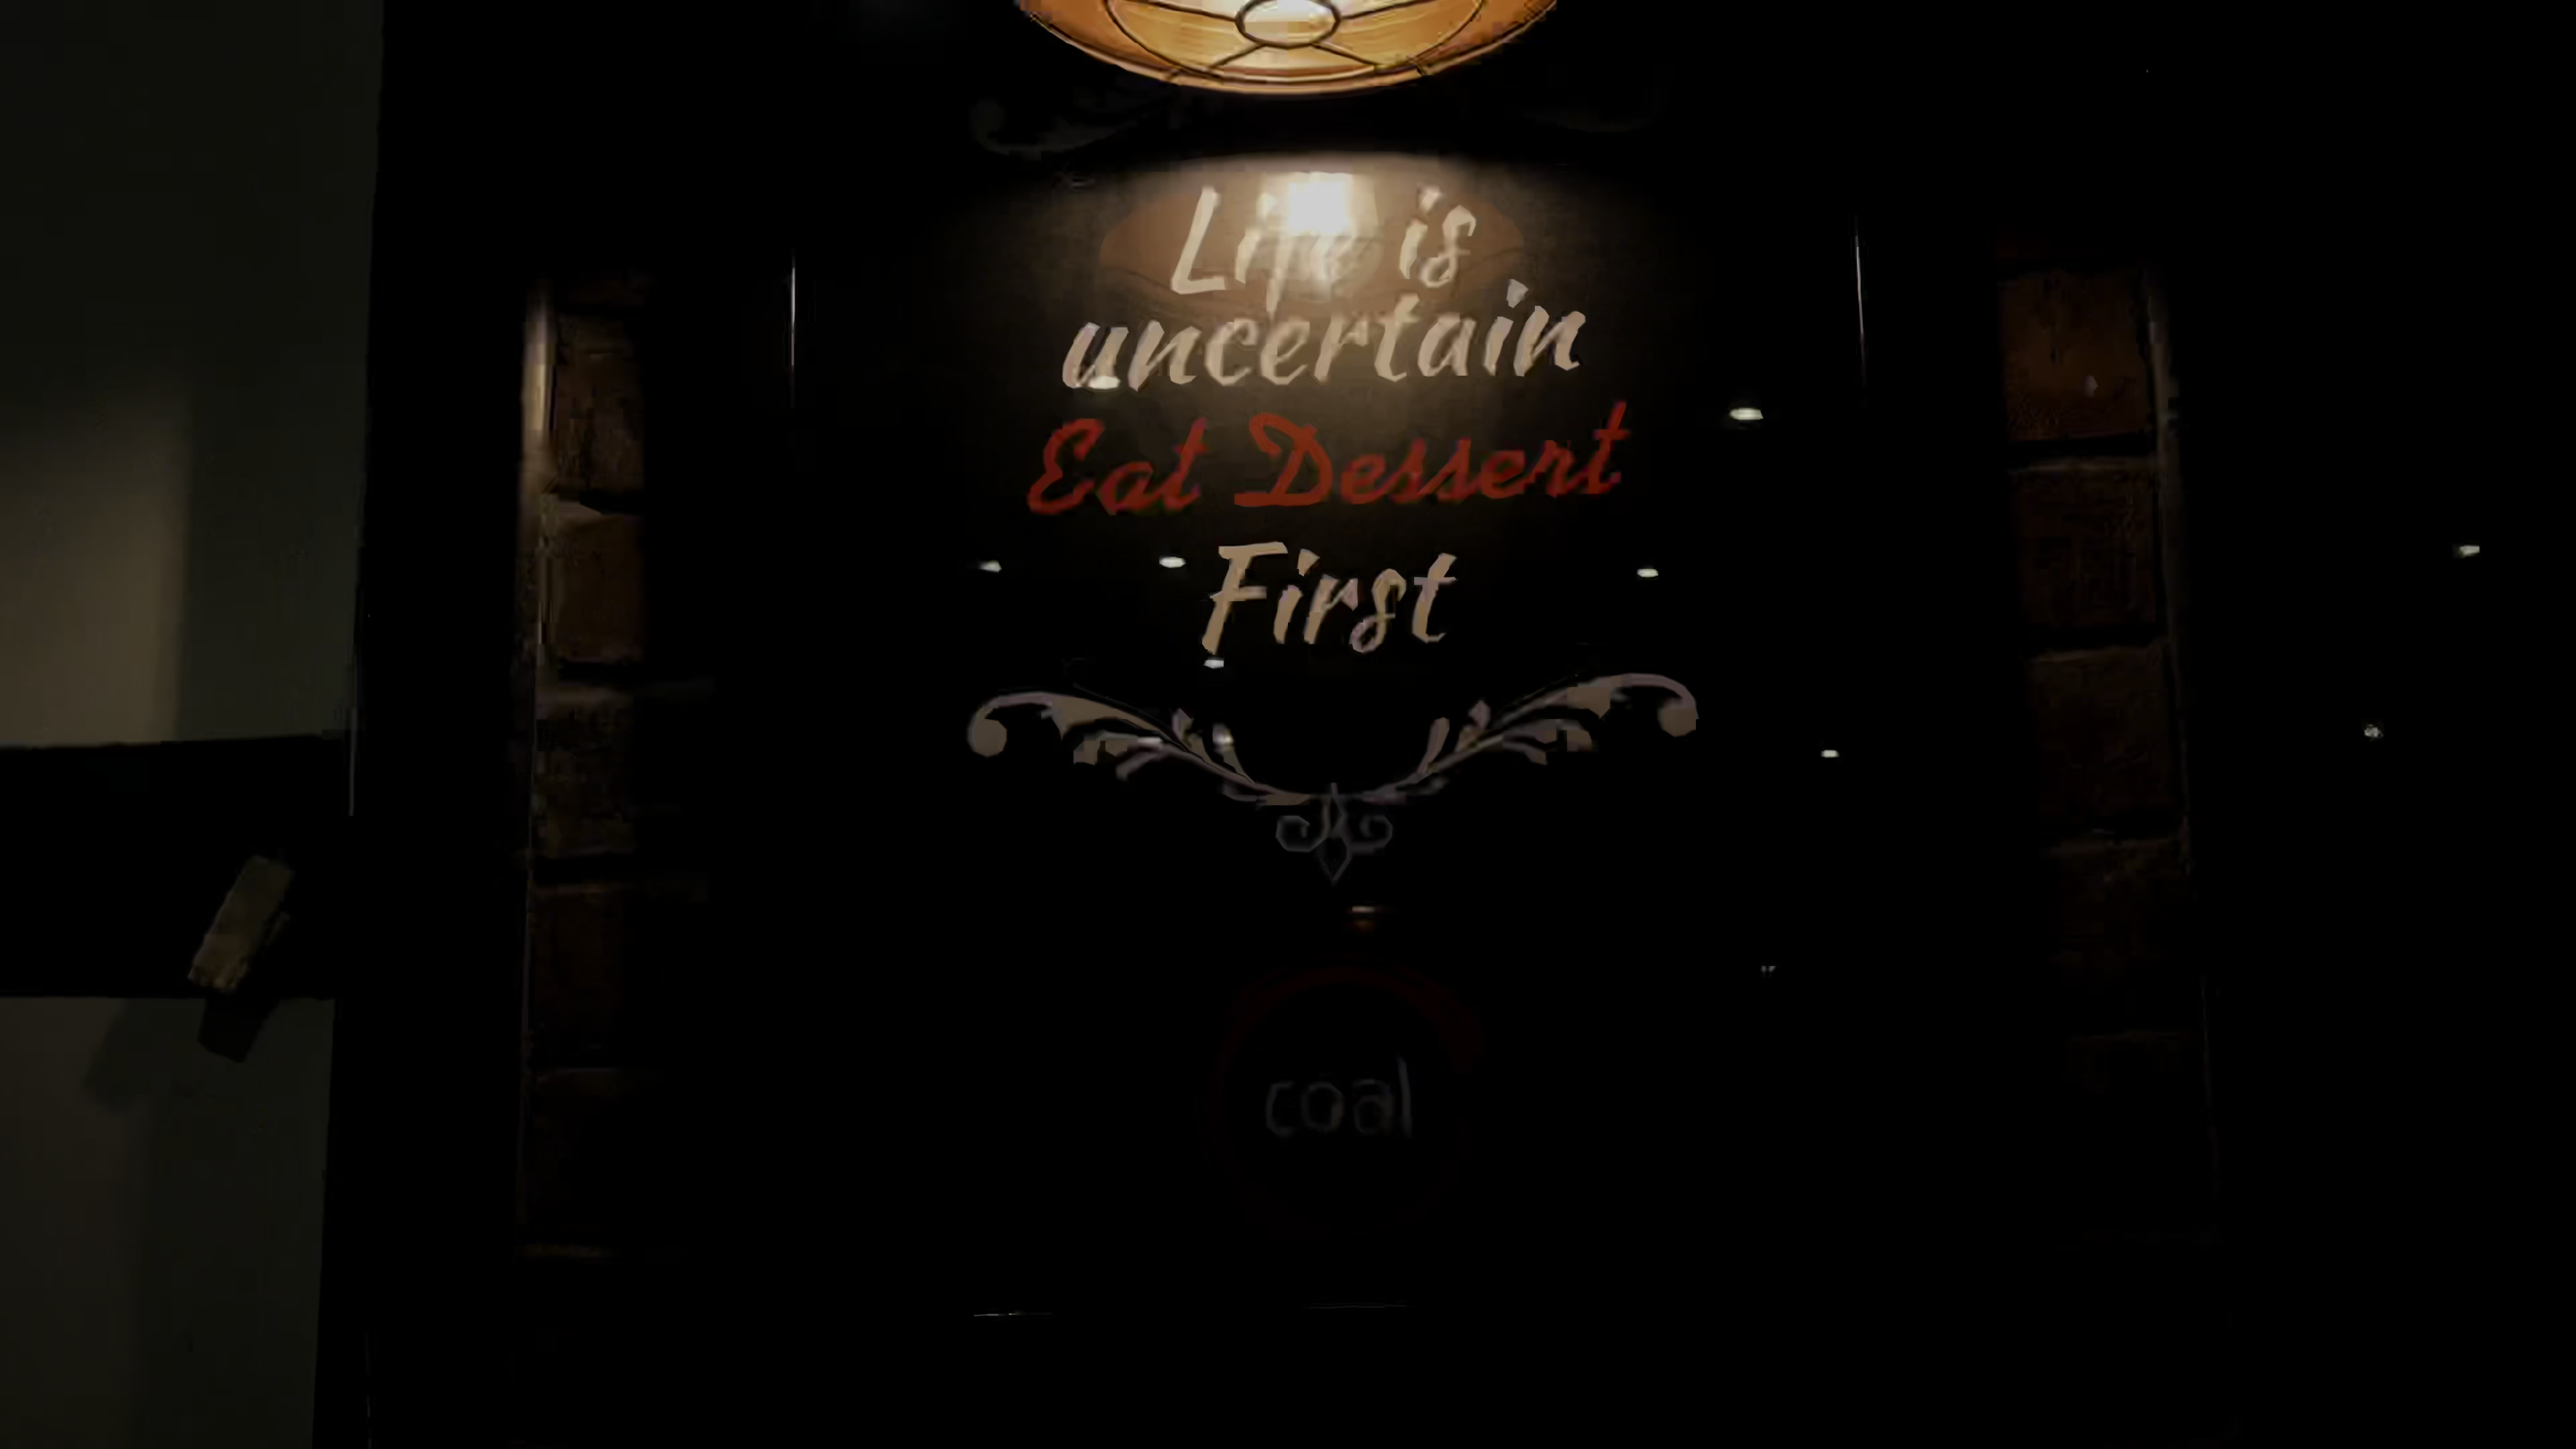 Life is
uncertain
Eat Dessert
First
coal